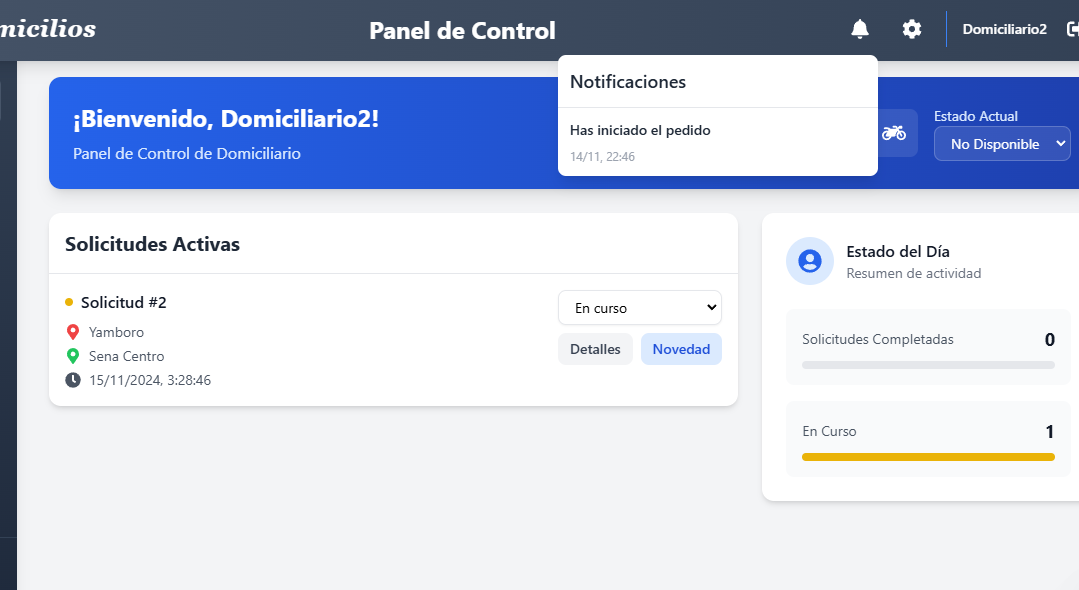 micilios
Panel de Control
Domiciliario2
Notificaciones
Has iniciado el pedido
14/11, 22:46
¡Bienvenido, Domiciliario2!
Panel de Control de Domiciliario
Estado Actual
No Disponible
Solicitudes Activas
Solicitud #2
Yamboro
Sena Centro
15/11/2024, 3:28:46
En curso
Detalles
Novedad
Estado del Día
Resumen de actividad
Solicitudes Completadas
0
En Curso
1